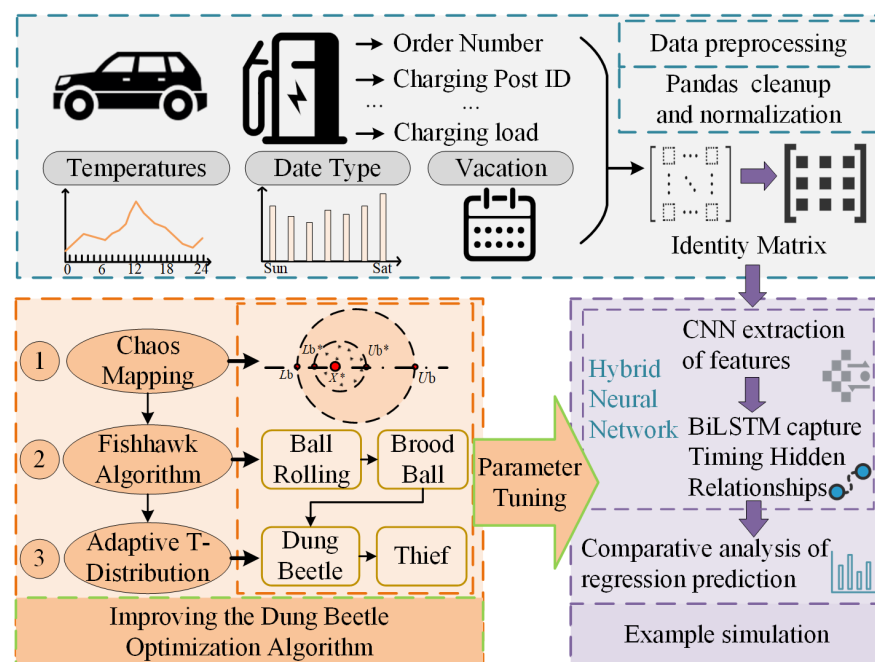 Order Number
Charging Post ID
... ...
Charging load
Data preprocessing
Pandas cleanup
and normalization
Temperatures
Date Type
Vacation
0 6 12 18 24
Sun Sat
Identity Matrix
1
Chaos
Mapping
Lb
Lb*
X*
Ub*
Ub
2
Fishhawk
Algorithm
Ball
Rolling
Brood
Ball
3
Adaptive T-
Distribution
Dung
Beetle
Thief
Improving the Dung Beetle
Optimization Algorithm
Parameter
Tuning
Hybrid
Neural
Network
CNN extraction
of features
BiLSTM capture
Timing Hidden
Relationships
Comparative analysis of
regression prediction
Example simulation